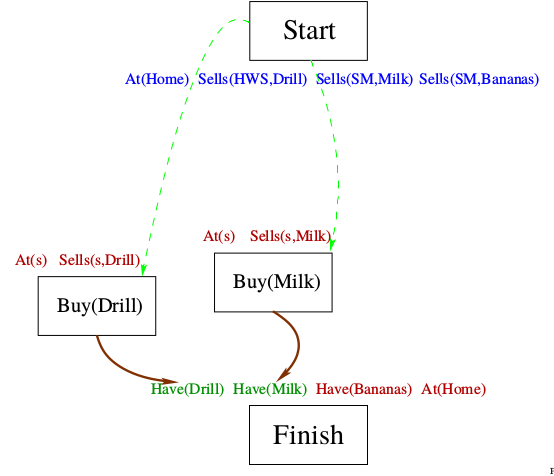 Start
At(Home) Sells(HWS,Drill) Sells(SM,Milk) Sells(SM,Bananas)
At(s) Sells(s,Milk)
At(s) Sells(s,Drill)
Buy(Milk)
Buy(Drill)
Have(Drill) Have(Milk) Have(Bananas) At(Home)
Finish